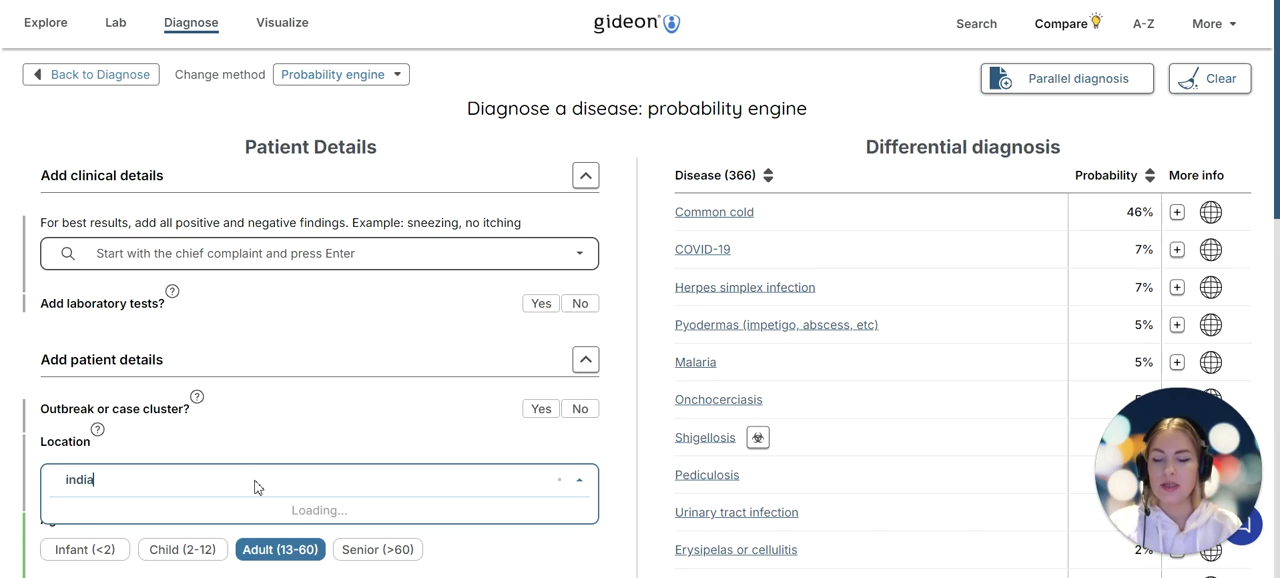 Explore Lab Diagnose Visualize gideon Search Compare A-Z More
Back to Diagnose Change method Probability engine Parallel diagnosis Clear
Diagnose a disease: probability engine
Patient Details
Add clinical details
For best results, add all positive and negative findings. Example: sneezing, no itching
Start with the chief complaint and press Enter
Add laboratory tests? ? Yes No
Add patient details
Outbreak or case cluster? ? Yes No
Location ?
india
Loading...
Infant (<2) Child (2-12) Adult (13-60) Senior (>60)
Differential diagnosis
Disease (366) Probability More info
Common cold 46% +
COVID-19 7% +
Herpes simplex infection 7% +
Pyodermas (impetigo, abscess, etc) 5% +
Malaria 5% +
Onchocerciasis
Shigellosis
Pediculosis
Urinary tract infection
Erysipelas or cellulitis 2%